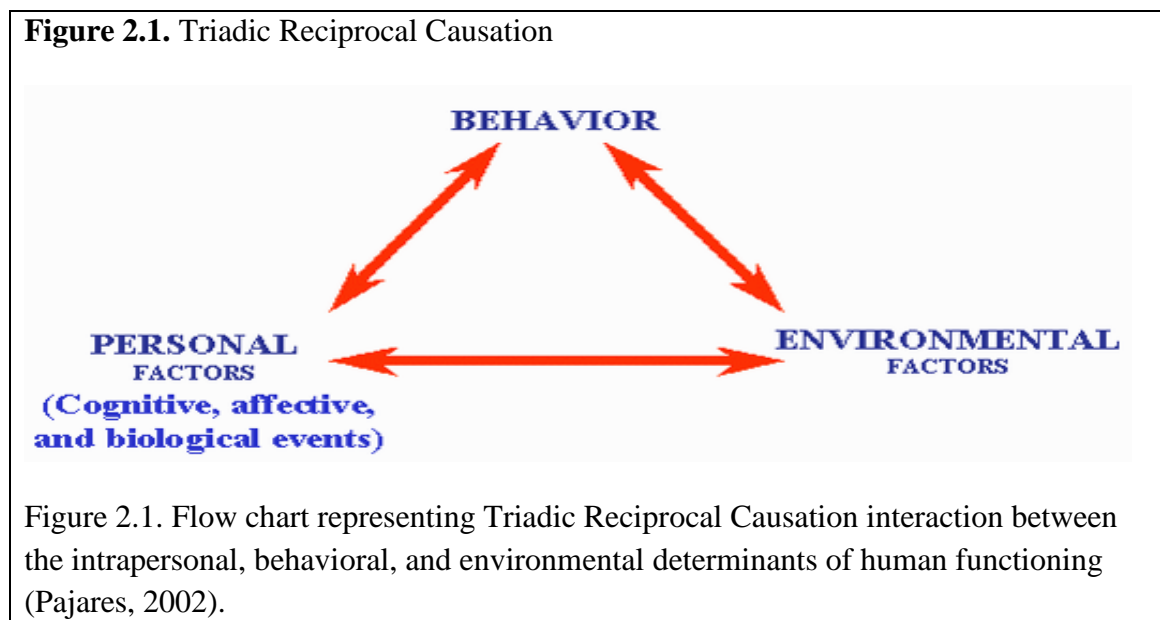 Figure 2.1. Triadic Reciprocal Causation
BEHAVIOR
PERSONAL
FACTORS
(Cognitive, affective,
and biological events)
ENVIRONMENTAL
FACTORS
Figure 2.1. Flow chart representing Triadic Reciprocal Causation interaction between
the intrapersonal, behavioral, and environmental determinants of human functioning
(Pajares, 2002).